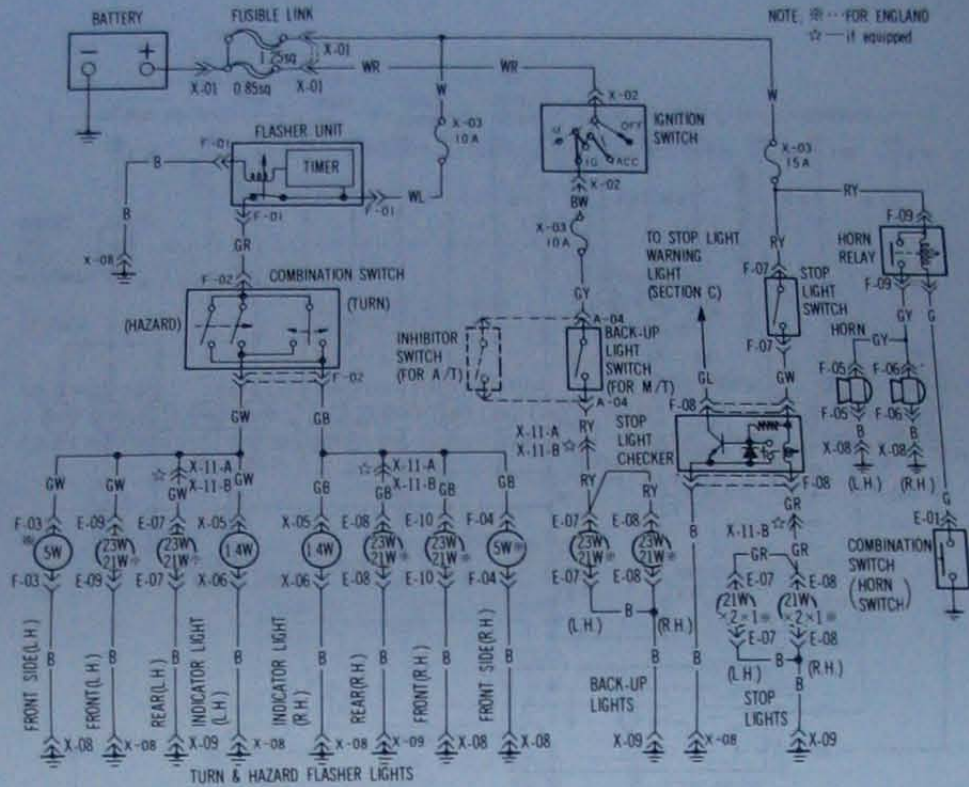 BATTERY
FUSIBLE LINK
NOTE, ※···FOR ENGLAND
☆ — if equipped
− +
1.25sq
X-01
X-01 0.85sq X-01
WR WR
W W
X-02
FLASHER UNIT
X-03
10A
OFF
IG ACC
IGNITION
SWITCH
F-01
B
TIMER
X-03
15A
WL
F-01 F-01
X-02
BW
RY
B
GR
X-03
10A
TO STOP LIGHT
WARNING
LIGHT
(SECTION C)
RY
F-09
HORN
RELAY
X-08
F-02
COMBINATION SWITCH
F-07
STOP
LIGHT
SWITCH
F-09
GY
(HAZARD) (TURN)
GY G
INHIBITOR
SWITCH
(FOR A/T)
A-04
BACK-UP
LIGHT
SWITCH
(FOR M/T)
HORN
GY
F-02
F-07
F-05 F-06
GW GB
A-04
GL GW
F-08
F-05 F-06
RY
STOP
LIGHT
CHECKER
B B
X-11-A
X-11-B ☆
X-08 X-08
(L.H.) (R.H.)
☆ X-11-A
X-11-B
☆ X-11-A
X-11-B
F-08
GW GW GW GW GB GB GB GB
RY RY
GR
G
F-03 E-09 E-07 X-05 X-05 E-08 E-10 F-04
E-07 E-08
B
X-11-B ☆
E-01
※ 5W 23W 21W※ 23W 21W※ 1.4W 1.4W 23W 21W※ 23W 21W※ 5W※
23W 21W※ 23W 21W※
GR GR
COMBINATION
SWITCH
(HORN
SWITCH)
F-03 E-09 E-07 X-06 X-06 E-08 E-10 F-04
E-07 E-08
E-07 E-08
21W ×2×1※ 21W ×2×1※
E-07 E-08
B
(L.H.) (R.H.)
B
(L.H.) (R.H.)
B B B B B B B B B B B
FRONT SIDE(L.H.)
FRONT(L.H.)
REAR(L.H.)
INDICATOR LIGHT
(L.H.)
INDICATOR LIGHT
(R.H.)
REAR(R.H.)
FRONT(R.H.)
FRONT SIDE(R.H.)
BACK-UP
LIGHTS
STOP
LIGHTS
X-08 X-08 X-09 X-08 X-08 X-09 X-08 X-08 X-09 X-08 X-09
TURN & HAZARD FLASHER LIGHTS